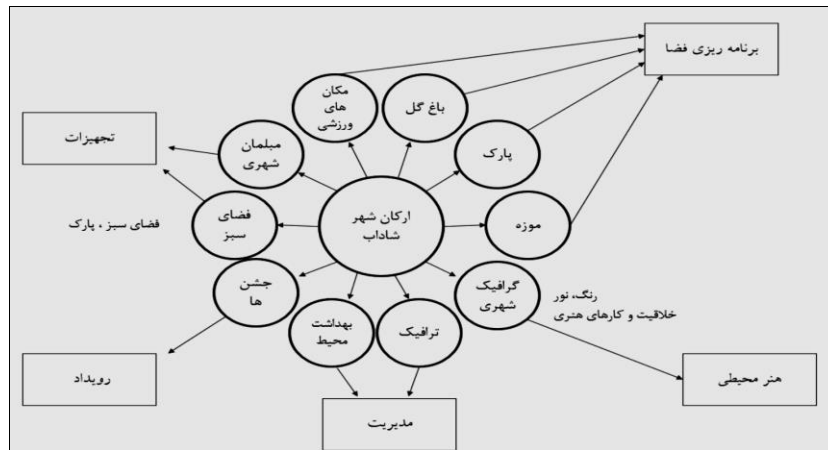 برنامه ریزی فضا
مکان
های
ورزشی
باغ گل
تجهیزات
مبلمان
شهری
پارک
ارکان شهر
شاداب
فضای
سبز
فضای سبز ، پارک
موزه
جشن
ها
گرافیک
شهری
رنگ، نور
خلاقیت و کارهای هنری
بهداشت
محیط
ترافیک
رویداد
هنر محیطی
مدیریت